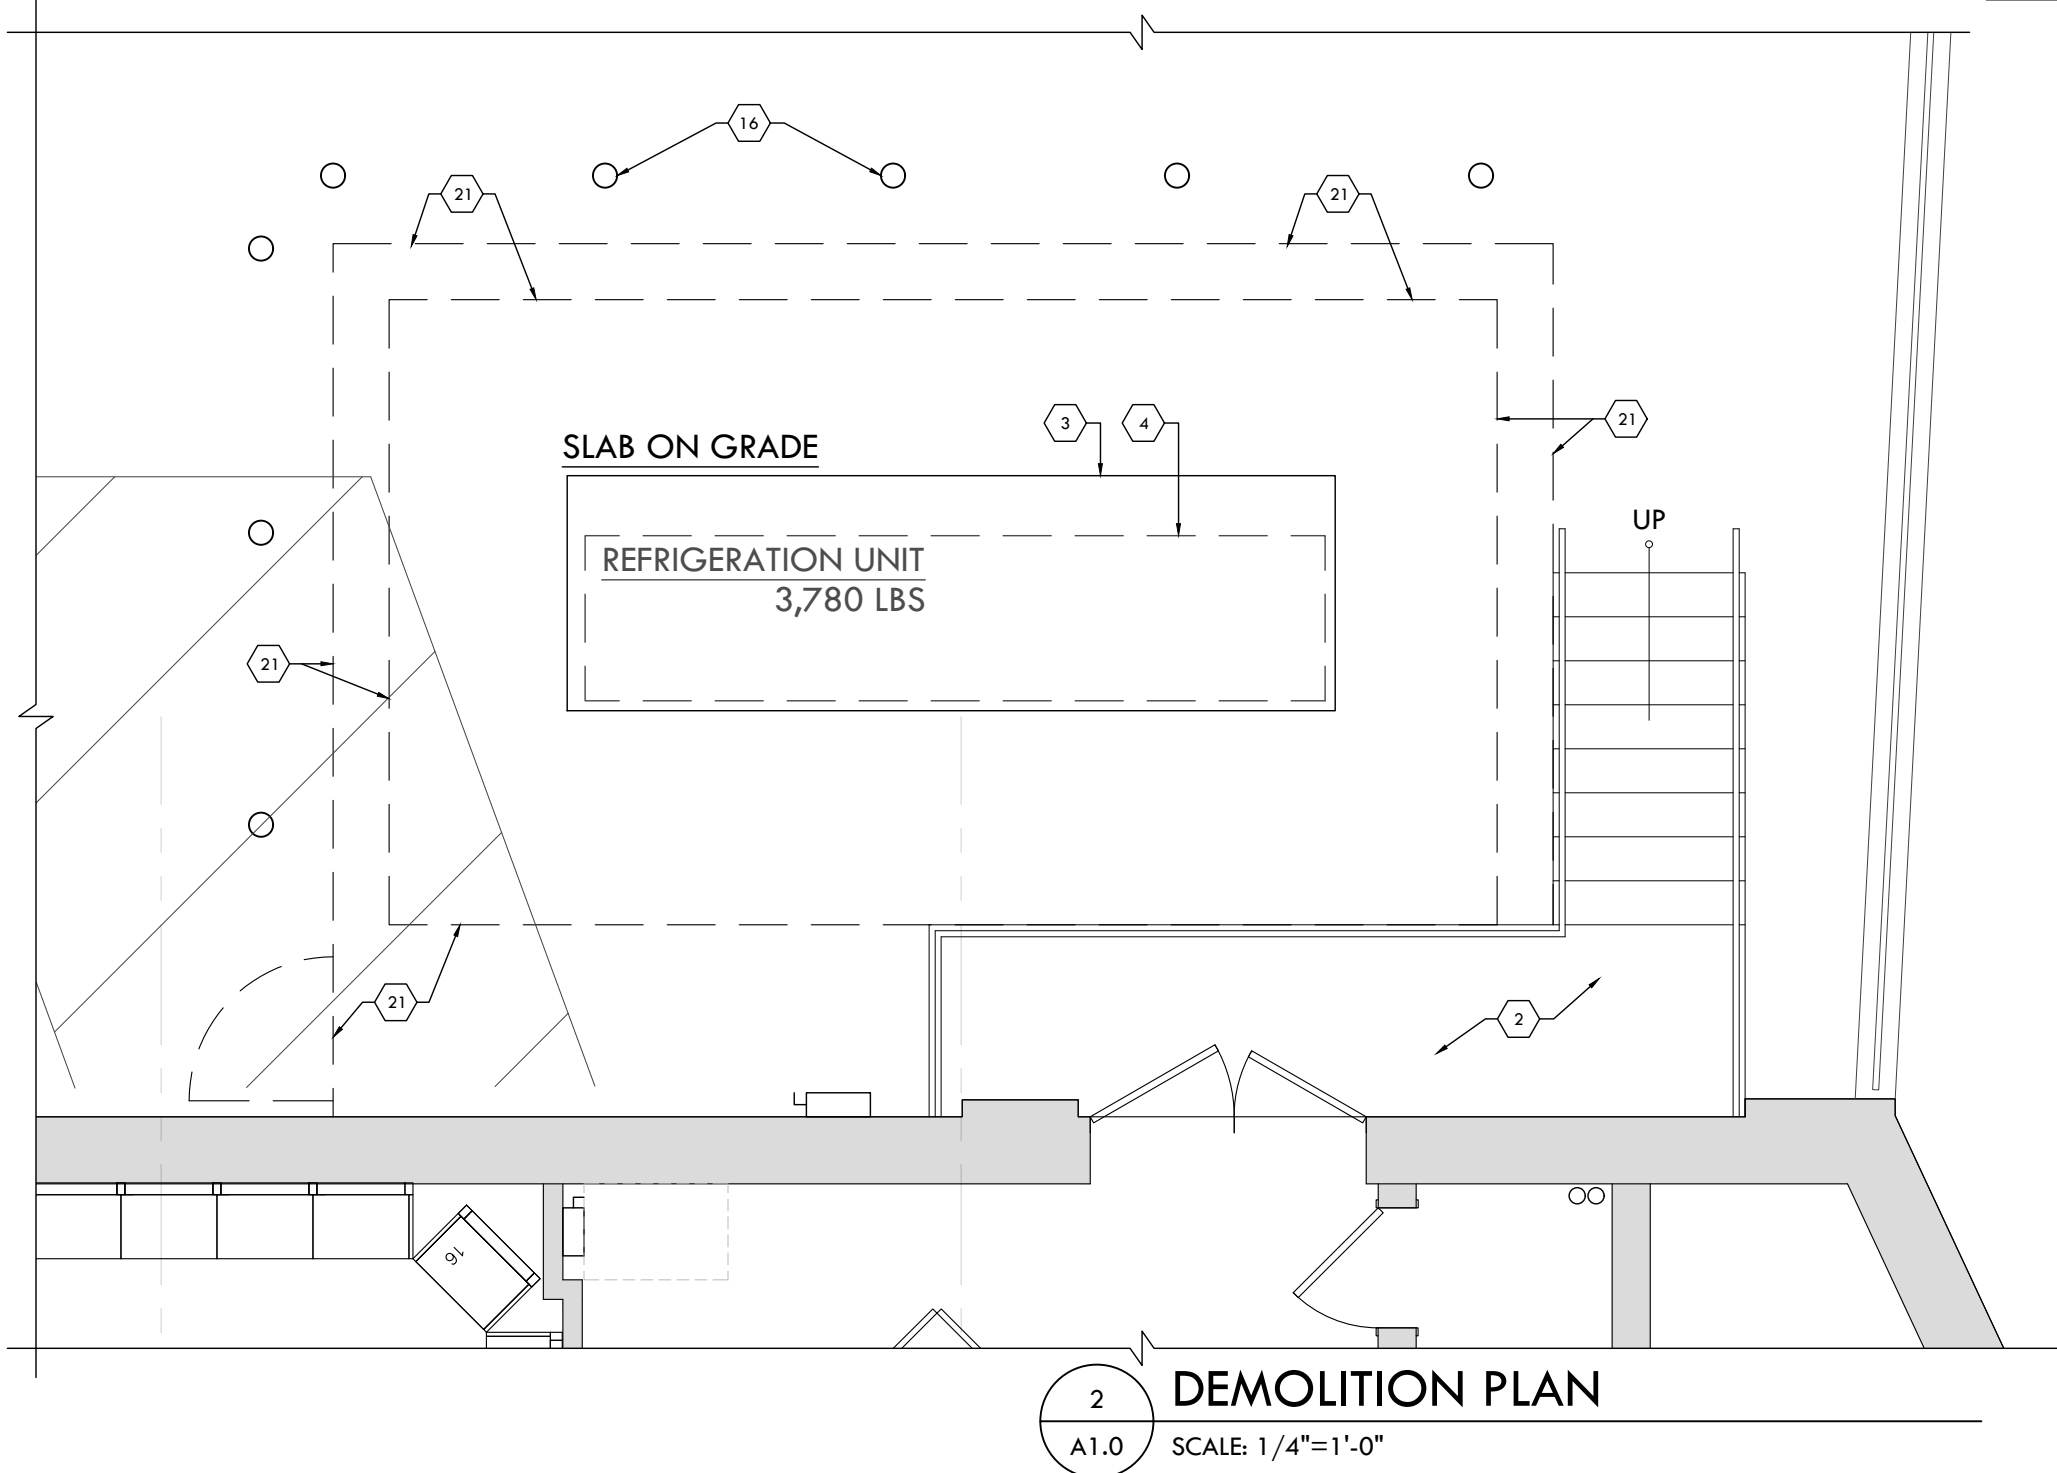 16
21
21
3
4
21
SLAB ON GRADE
UP
REFRIGERATION UNIT
3,780 LBS
21
21
2
16
2
DEMOLITION PLAN
A1.0
SCALE: 1/4"=1'-0"